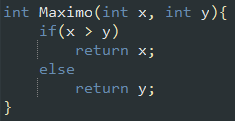 int Maximo(int x, int y){
    if(x > y)
        return x;
    else
        return y;
}